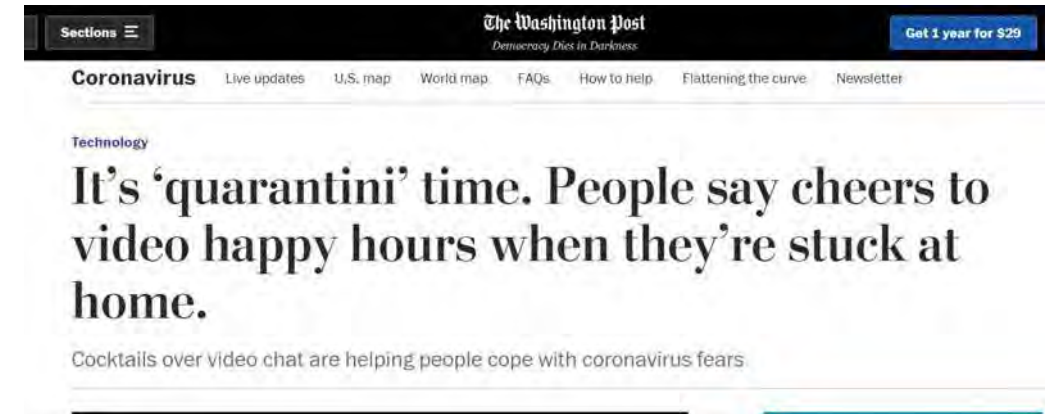 Sections
The Washington Post
Democracy Dies in Darkness
Get 1 year for $29
Coronavirus Live updates U.S. map World map FAQs How to help Flattening the curve Newsletter
Technology
It’s ‘quarantini’ time. People say cheers to
video happy hours when they’re stuck at
home.
Cocktails over video chat are helping people cope with coronavirus fears